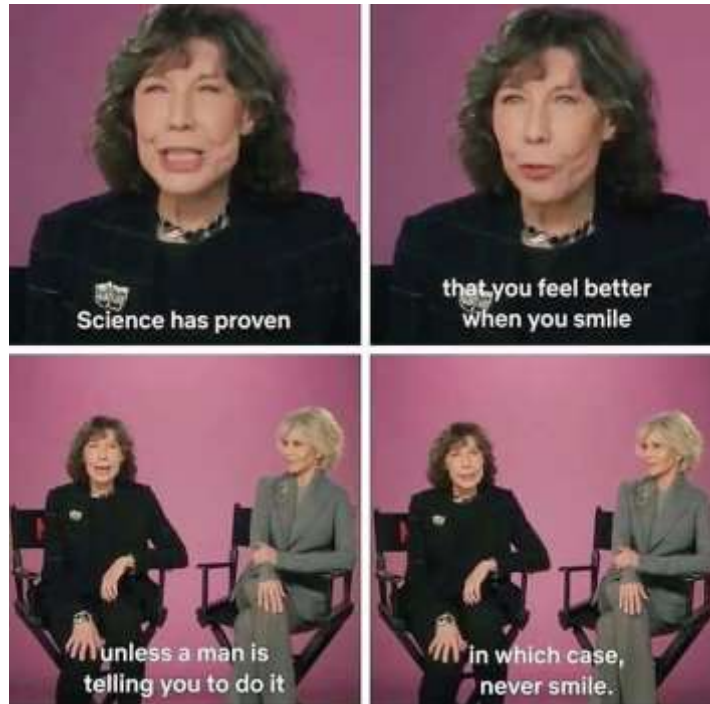 Science has proven
that you feel better
when you smile
unless a man is
telling you to do it
in which case,
never smile.